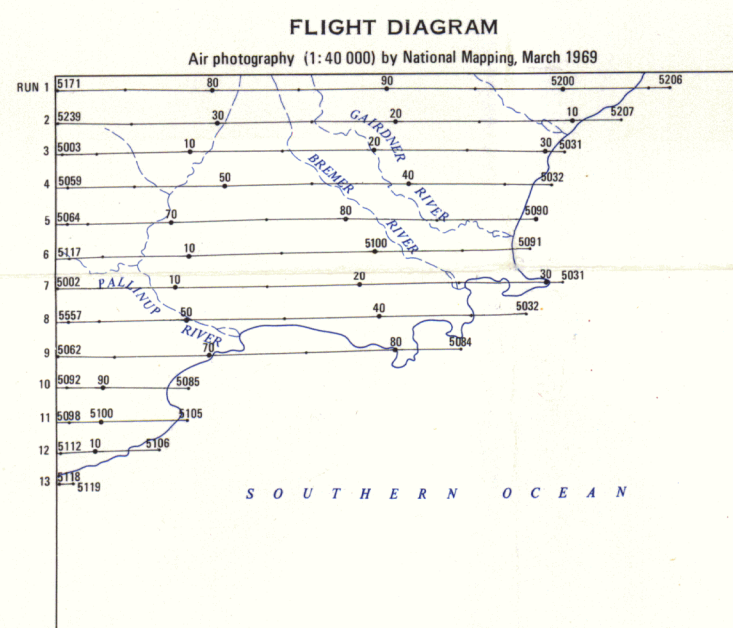 FLIGHT DIAGRAM
Air photography (1:40 000) by National Mapping, March 1969
RUN 1 5171 80 90 5200 5206
2 5239 30 20 10 5207
GAIRDNER RIVER
3 5003 10 20 30 5031
BREMER RIVER
4 5059 50 40 5032
5 5064 70 80 5090
6 5117 10 5100 5091
7 5002 10 20 30 5031
PALLINUP RIVER
8 5557 50 40 5032
9 5062 70 80 5084
10 5092 90 5085
11 5098 5100 5105
12 5112 10 5106
13 5118 5119
SOUTHERN OCEAN